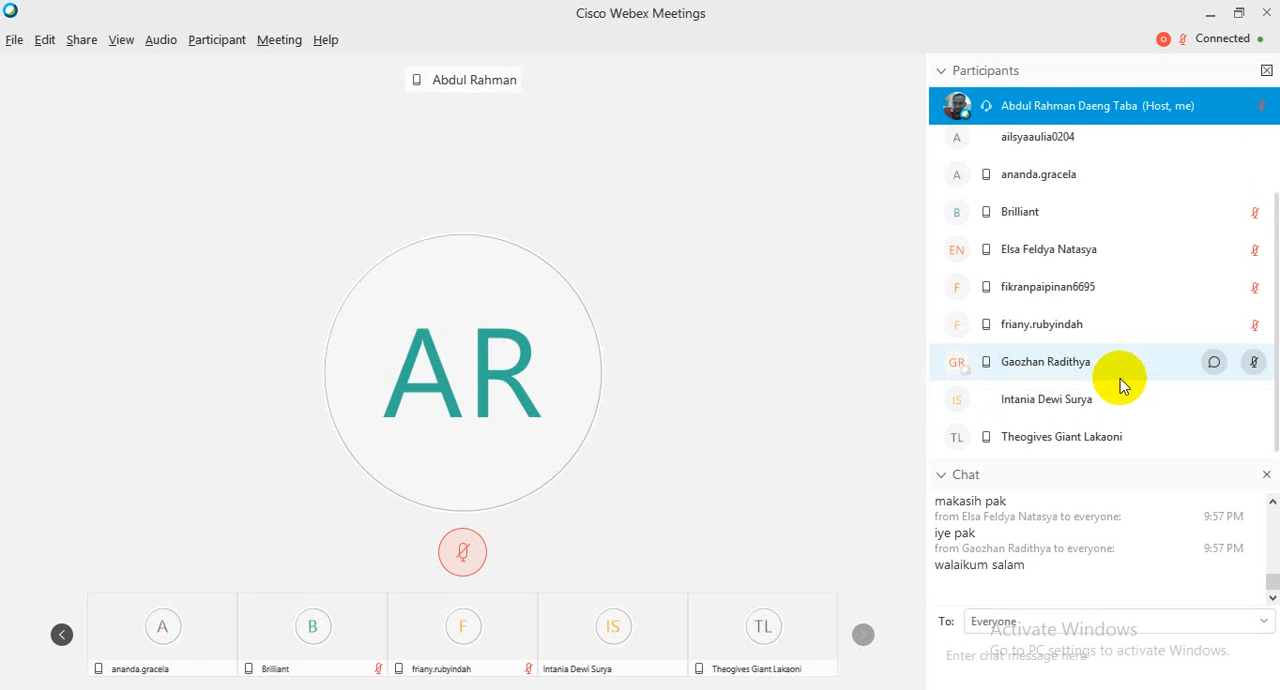 Cisco Webex Meetings
File Edit Share View Audio Participant Meeting Help
Connected
Abdul Rahman
AR
A
ananda.gracela
B
Brilliant
F
friany.rubyindah
IS
Intania Dewi Surya
TL
Theogives Giant Lakaoni
Participants
Abdul Rahman Daeng Taba (Host, me)
A ailsyaaulia0204
A ananda.gracela
B Brilliant
EN Elsa Feldya Natasya
F fikranpaipinan6695
F friany.rubyindah
GR Gaozhan Radithya
IS Intania Dewi Surya
TL Theogives Giant Lakaoni
Chat
makasih pak
from Elsa Feldya Natasya to everyone: 9:57 PM
iye pak
from Gaozhan Radithya to everyone: 9:57 PM
walaikum salam
To: Everyone
Activate Windows
Go to PC settings to activate Windows.
Enter chat message here